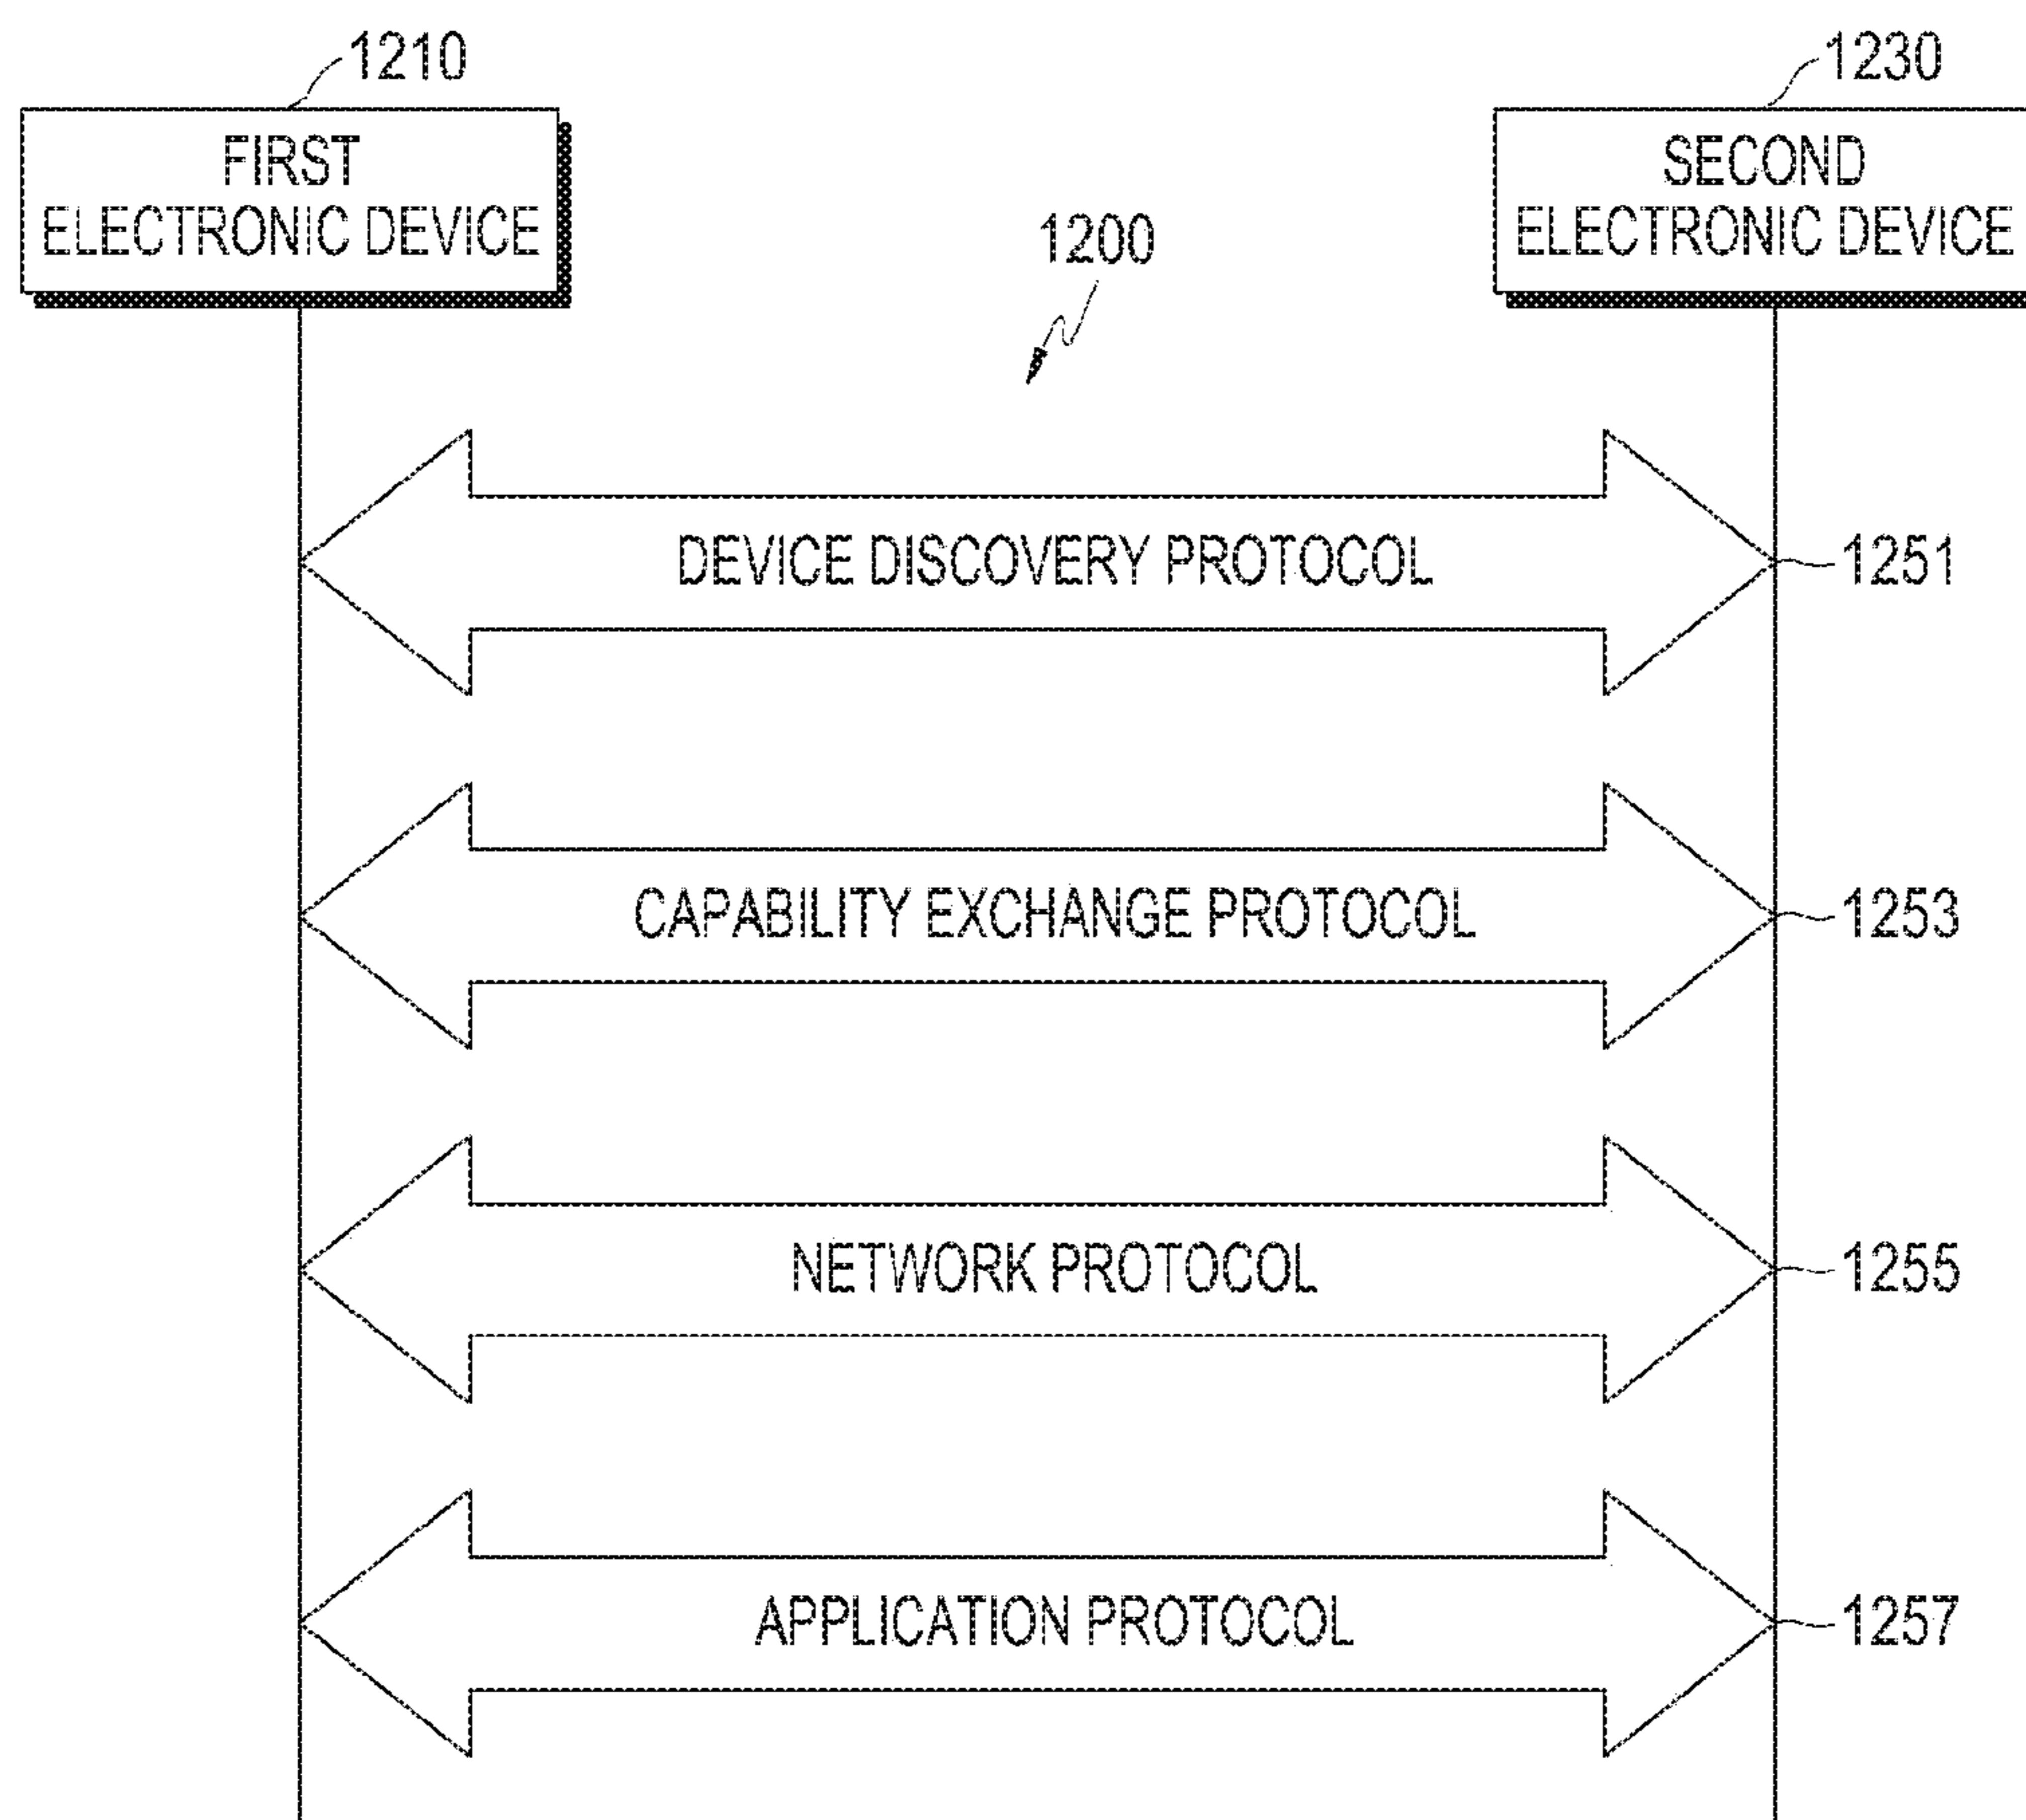 1210
1230
FIRST
ELECTRONIC DEVICE
SECOND
ELECTRONIC DEVICE
1200
DEVICE DISCOVERY PROTOCOL
1251
CAPABILITY EXCHANGE PROTOCOL
1253
NETWORK PROTOCOL
1255
APPLICATION PROTOCOL
1257